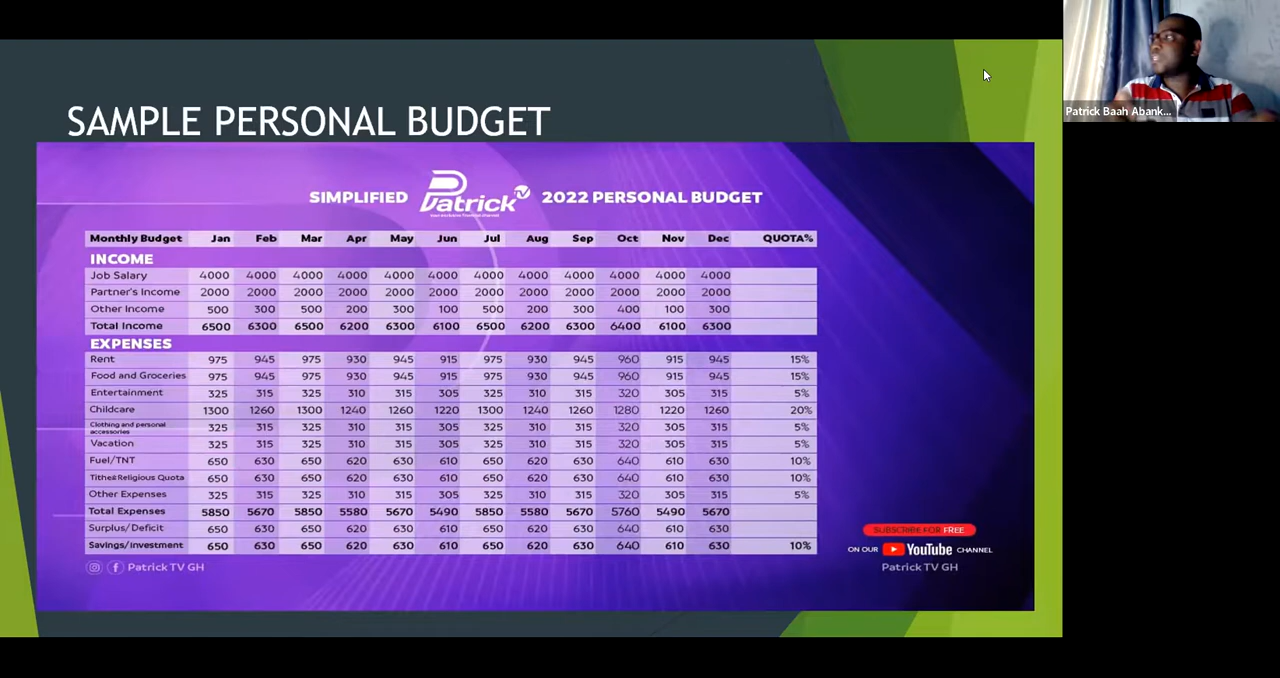 Patrick Baah Abank...
SAMPLE PERSONAL BUDGET
SIMPLIFIED Patrick TV 2022 PERSONAL BUDGET
your exclusive financial channel
Monthly Budget Jan Feb Mar Apr May Jun Jul Aug Sep Oct Nov Dec QUOTA%
INCOME
Job Salary 4000 4000 4000 4000 4000 4000 4000 4000 4000 4000 4000 4000
Partner's Income 2000 2000 2000 2000 2000 2000 2000 2000 2000 2000 2000 2000
Other Income 500 300 500 200 300 100 500 200 300 400 100 300
Total Income 6500 6300 6500 6200 6300 6100 6500 6200 6300 6400 6100 6300
EXPENSES
Rent 975 945 975 930 945 915 975 930 945 960 915 945 15%
Food and Groceries 975 945 975 930 945 915 975 930 945 960 915 945 15%
Entertainment 325 315 325 310 315 305 325 310 315 320 305 315 5%
Childcare 1300 1260 1300 1240 1260 1220 1300 1240 1260 1280 1220 1260 20%
Clothing and personal
accessories 325 315 325 310 315 305 325 310 315 320 305 315 5%
Vacation 325 315 325 310 315 305 325 310 315 320 305 315 5%
Fuel/TNT 650 630 650 620 630 610 650 620 630 640 610 630 10%
Tithe&Religious Quota 650 630 650 620 630 610 650 620 630 640 610 630 10%
Other Expenses 325 315 325 310 315 305 325 310 315 320 305 315 5%
Total Expenses 5850 5670 5850 5580 5670 5490 5850 5580 5670 5760 5490 5670
Surplus/Deficit 650 630 650 620 630 610 650 620 630 640 610 630
Savings/Investment 650 630 650 620 630 610 650 620 630 640 610 630 10%
SUBSCRIBE FOR FREE
ON OUR YouTube CHANNEL
Patrick TV GH
Patrick TV GH